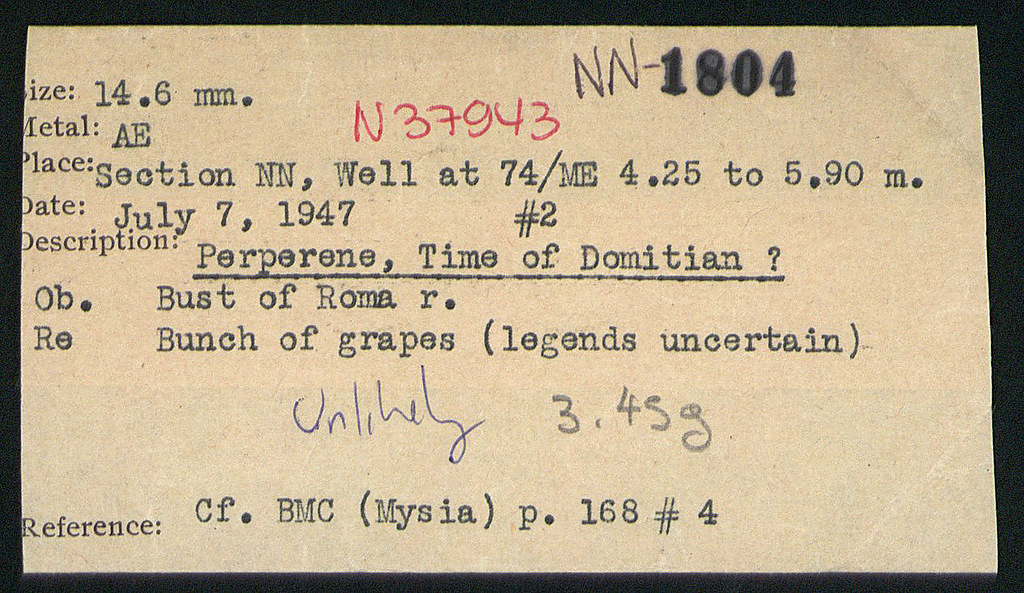 NN-1804
ize: 14.6 mm.
N37943
Metal: AE
Place: Section NN, Well at 74/ME 4.25 to 5.90 m.
Date: July 7, 1947 #2
Description: Perperene, Time of Domitian ?
Ob. Bust of Roma r.
Re Bunch of grapes (legends uncertain)
Unlikely 3.45g
Reference: Cf. BMC (Mysia) p. 168 # 4